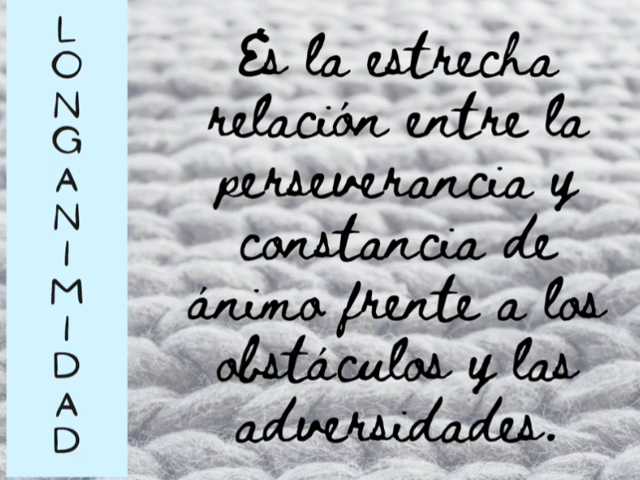 LONGANIMIDAD
Es la estrecha
relación entre la
perseverancia y
constancia de
ánimo frente a los
obstáculos y las
adversidades.